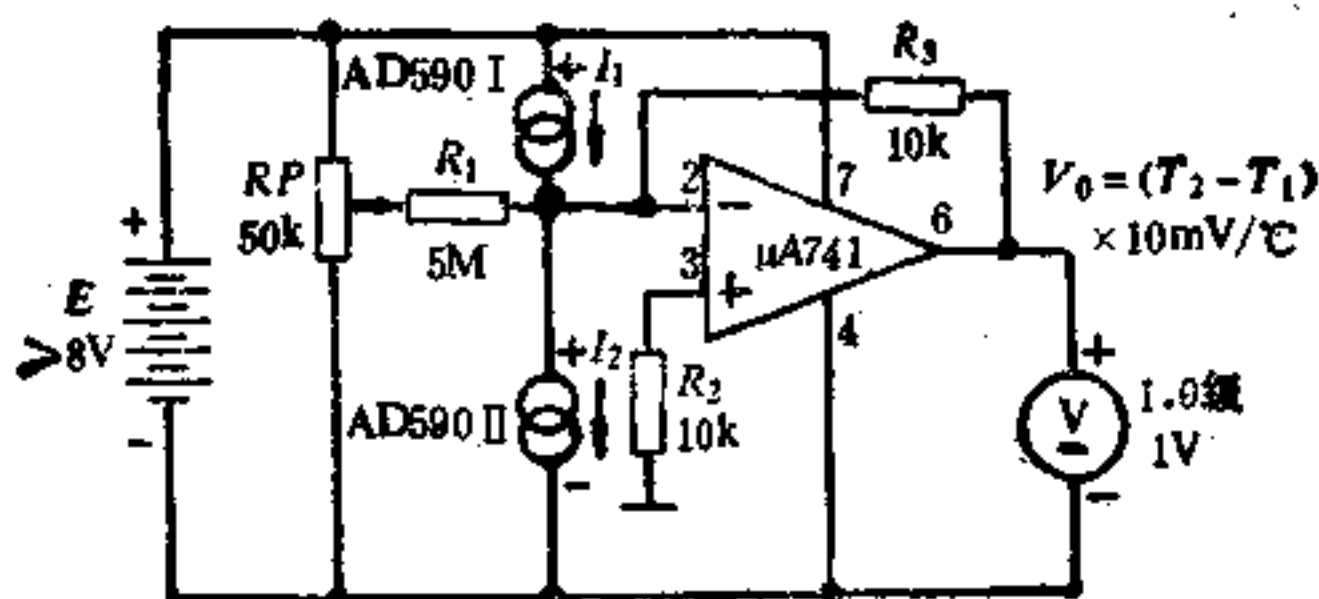 AD590 I
+ I₁
R₃
10k
RP
50k
R₁
5M
2
−
3
+
μA741
7
6
4
V₀ = (T₂ − T₁)
× 10mV/℃
+
E
>8V
−
+ I₂
AD590 II
−
R₂
10k
+
V
−
1.0级
1V
−